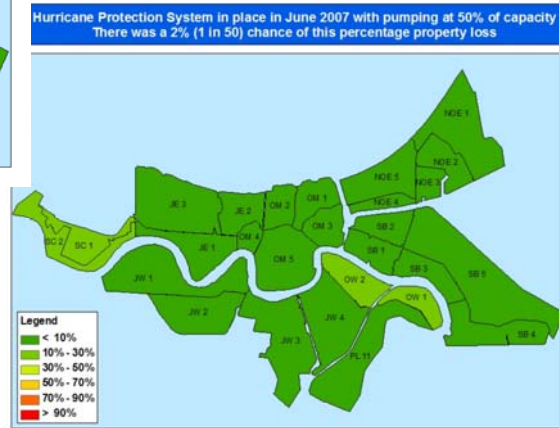 Hurricane Protection System in place in June 2007 with pumping at 50% of capacity
There was a 2% (1 in 50) chance of this percentage property loss
NOE 1
NOE 2
NOE 5
NOE 3
NOE 4
JE 3
JE 2
OM 2
OM 1
OM 4
OM 3
SB 2
SC 2
SC 1
JE 1
OM 5
SB 1
SB 3
SB 5
JW 1
OW 2
OW 1
JW 2
JW 4
JW 3
SB 4
PL 11
Legend
< 10%
10% - 30%
30% - 50%
50% - 70%
70% - 90%
> 90%